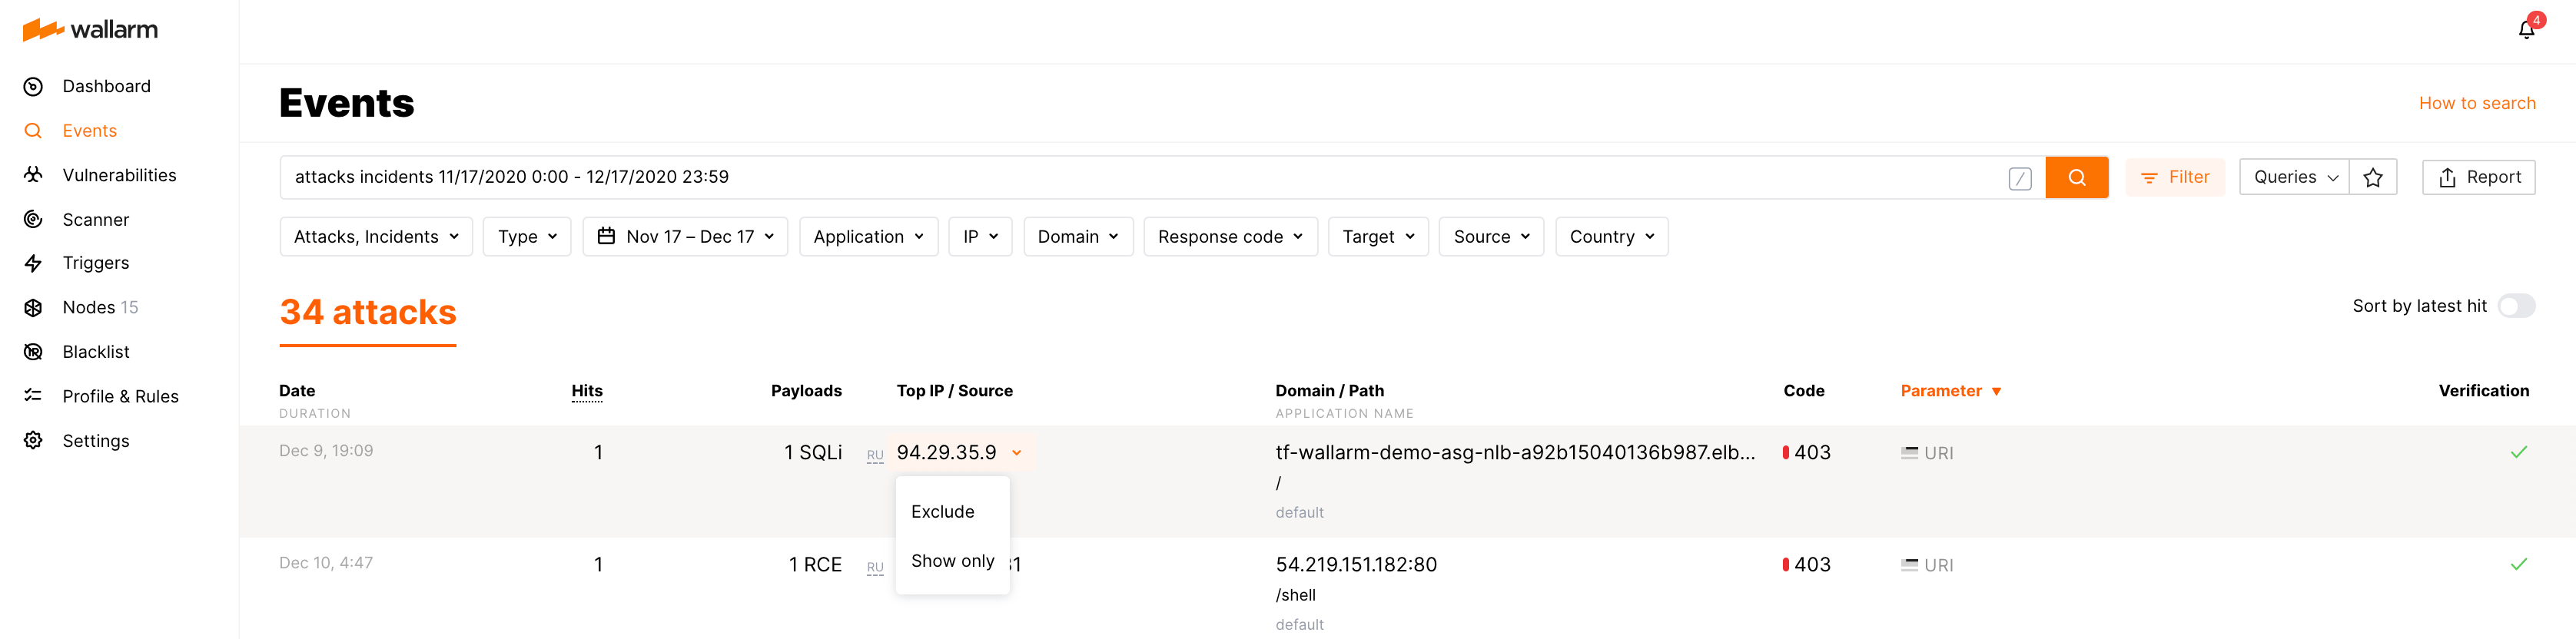 wallarm
4
Dashboard
Events
Vulnerabilities
Scanner
Triggers
Nodes 15
Blacklist
Profile & Rules
Settings
Events
How to search
attacks incidents 11/17/2020 0:00 - 12/17/2020 23:59
/
Filter
Queries
Report
Attacks, Incidents
Type
Nov 17 – Dec 17
Application
IP
Domain
Response code
Target
Source
Country
34 attacks
Sort by latest hit
Date
DURATION
Hits
Payloads
Top IP / Source
Domain / Path
APPLICATION NAME
Code
Parameter
Verification
Dec 9, 19:09
1
1 SQLi
RU
94.29.35.9
tf-wallarm-demo-asg-nlb-a92b15040136b987.elb...
/
default
403
URI
Exclude
Show only
Dec 10, 4:47
1
1 RCE
RU
54.219.151.182:80
/shell
default
403
URI